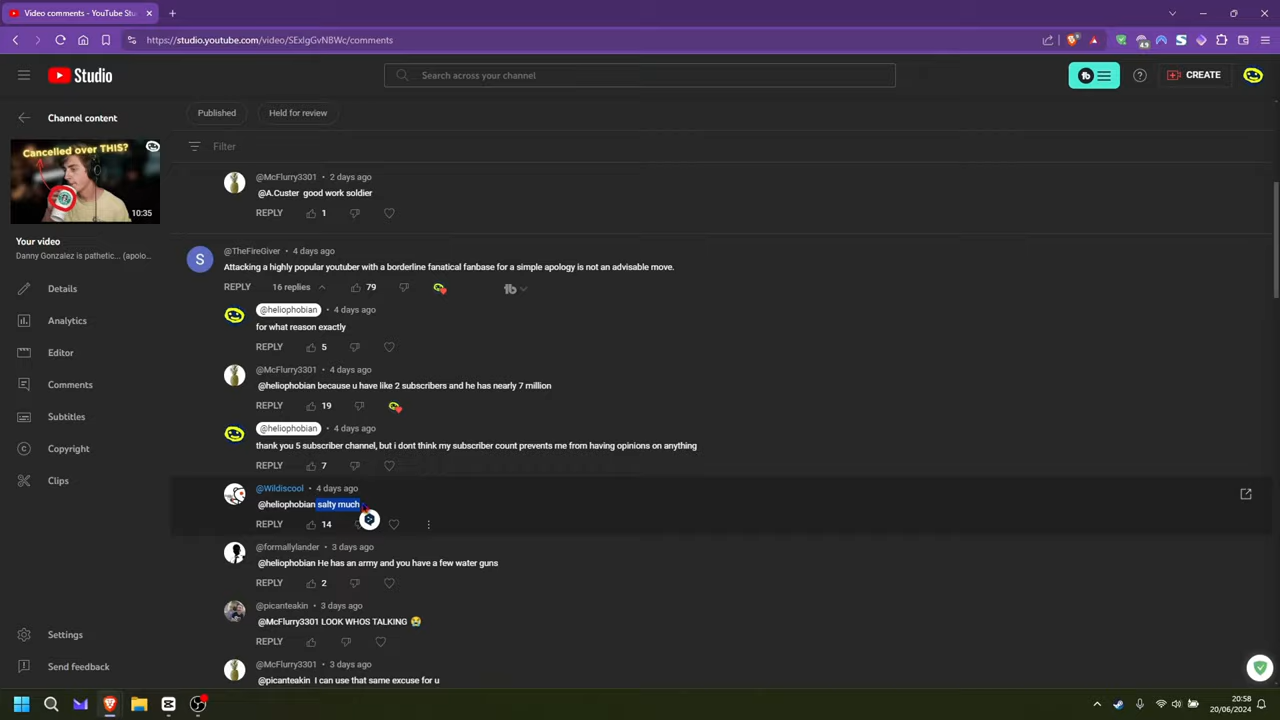 Video comments - YouTube Stu
https://studio.youtube.com/video/SExlgGvNBWc/comments
Studio
Search across your channel
CREATE
Channel content
Published
Held for review
Filter
Cancelled over THIS?
10:35
Your video
Danny Gonzalez is pathetic... (apolo...
Details
Analytics
Editor
Comments
Subtitles
Copyright
Clips
Settings
Send feedback
@McFlurry3301 • 2 days ago
@A.Custer good work soldier
REPLY 1
S
@TheFireGiver • 4 days ago
Attacking a highly popular youtuber with a borderline fanatical fanbase for a simple apology is not an advisable move.
REPLY 16 replies 79
@heliophobian • 4 days ago
for what reason exactly
REPLY 5
@McFlurry3301 • 4 days ago
@heliophobian because u have like 2 subscribers and he has nearly 7 million
REPLY 19
@heliophobian • 4 days ago
thank you 5 subscriber channel, but i dont think my subscriber count prevents me from having opinions on anything
REPLY 7
@Wildiscool • 4 days ago
@heliophobian salty much
REPLY 14
@formallylander • 3 days ago
@heliophobian He has an army and you have a few water guns
REPLY 2
@picanteakin • 3 days ago
@McFlurry3301 LOOK WHOS TALKING 😭
REPLY
@McFlurry3301 • 3 days ago
@picanteakin I can use that same excuse for u
20:58
20/06/2024